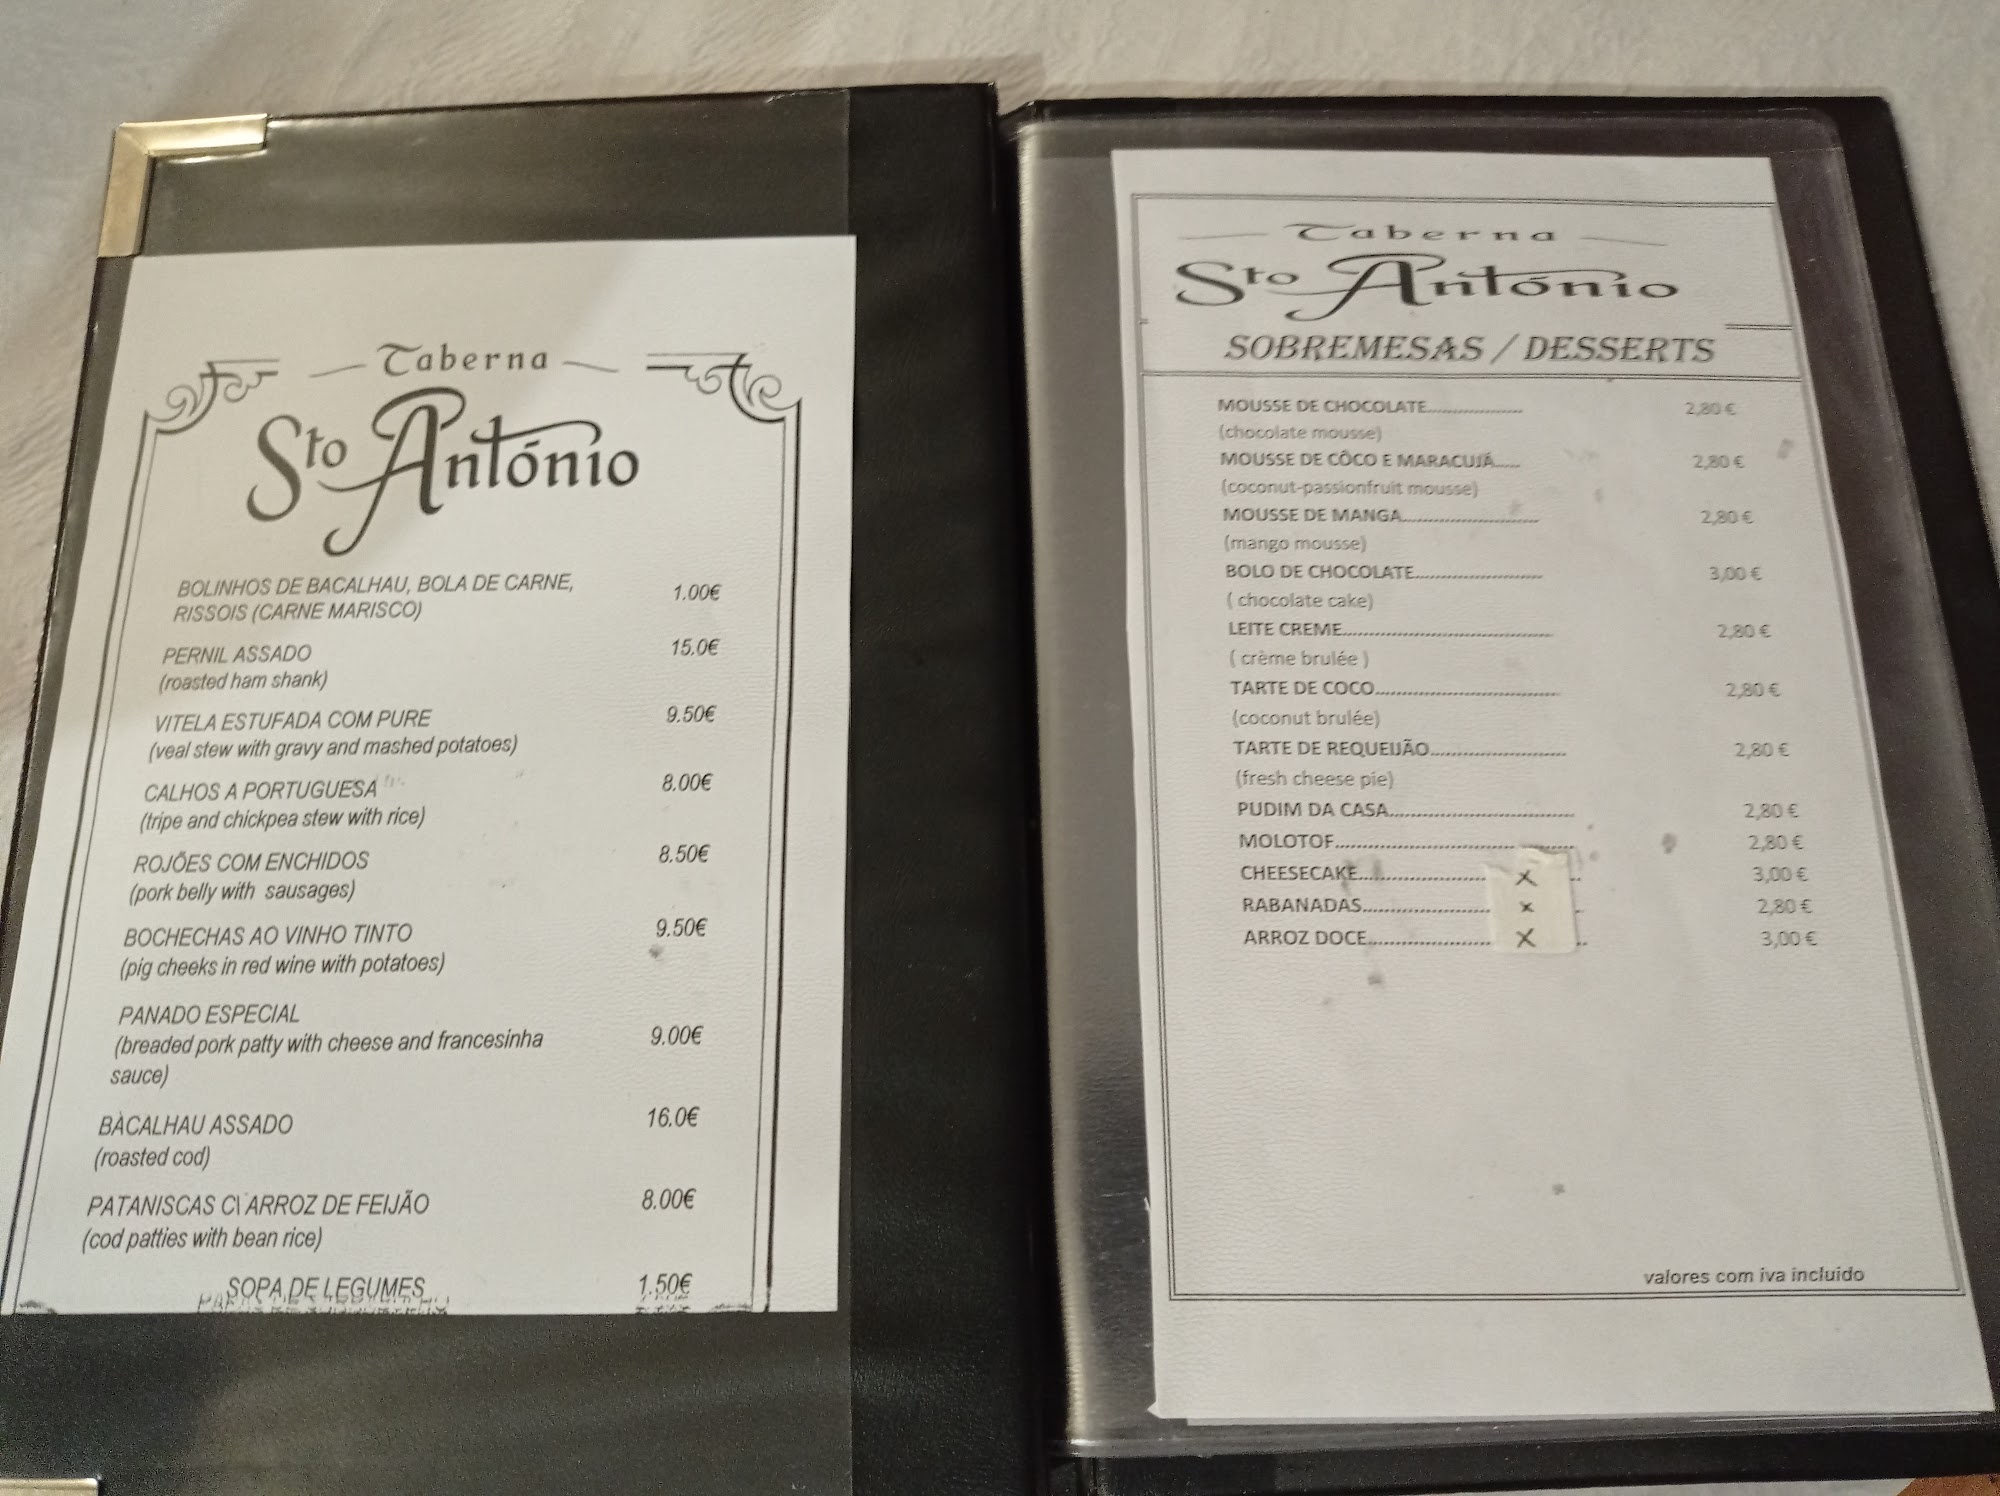 Taberna
Sto António
BOLINHOS DE BACALHAU, BOLA DE CARNE,
RISSOIS (CARNE MARISCO) 1.00€
PERNIL ASSADO 15.0€
(roasted ham shank)
VITELA ESTUFADA COM PURE 9.50€
(veal stew with gravy and mashed potatoes)
CALHOS A PORTUGUESA 8.00€
(tripe and chickpea stew with rice)
ROJÕES COM ENCHIDOS 8.50€
(pork belly with sausages)
BOCHECHAS AO VINHO TINTO 9.50€
(pig cheeks in red wine with potatoes)
PANADO ESPECIAL
(breaded pork patty with cheese and francesinha 9.00€
sauce)
BACALHAU ASSADO 16.0€
(roasted cod)
PATANISCAS C\ ARROZ DE FEIJÃO 8.00€
(cod patties with bean rice)
SOPA DE LEGUMES 1.50€
Taberna
Sto António
SOBREMESAS / DESSERTS
MOUSSE DE CHOCOLATE..................... 2,80 €
(chocolate mousse)
MOUSSE DE CÔCO E MARACUJÁ..... 2,80 €
(coconut-passionfruit mousse)
MOUSSE DE MANGA.............................. 2,80 €
(mango mousse)
BOLO DE CHOCOLATE............................ 3,00 €
( chocolate cake)
LEITE CREME.............................................. 2,80 €
( crème brulée )
TARTE DE COCO........................................ 2,80 €
(coconut brulée)
TARTE DE REQUEIJÃO............................. 2,80 €
(fresh cheese pie)
PUDIM DA CASA........................................ 2,80 €
MOLOTOF................................................... 2,80 €
CHEESECAKE........................... X .. 3,00 €
RABANADAS........................... x .. 2,80 €
ARROZ DOCE.......................... X .. 3,00 €
valores com iva incluido